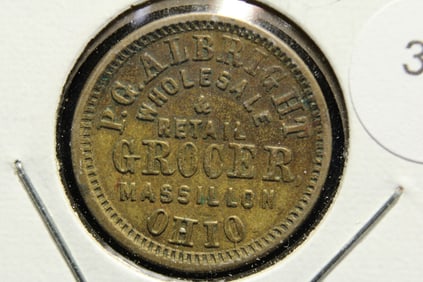 P.G. ALBRIGHT
WHOLESALE
&
RETAIL
GROCER
MASSILLON
OHIO
3